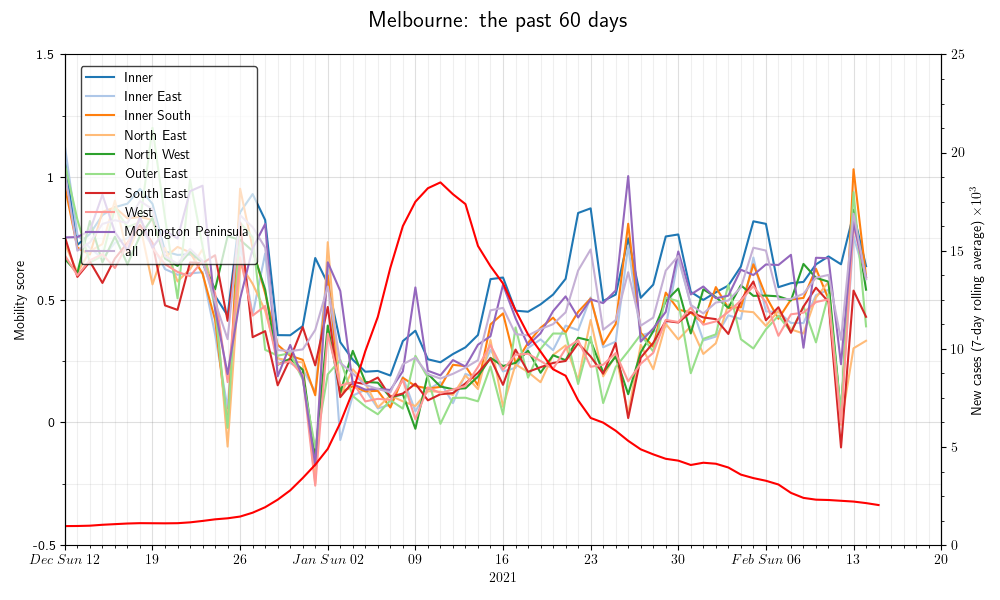 Melbourne: the past 60 days
1.5
1
0.5
0
-0.5
Mobility score
Inner
Inner East
Inner South
North East
North West
Outer East
South East
West
Mornington Peninsula
all
25
20
15
10
5
0
New cases (7-day rolling average) ×10³
Dec Sun 12
19
26
Jan Sun 02
09
16
23
30
Feb Sun 06
13
20
2021